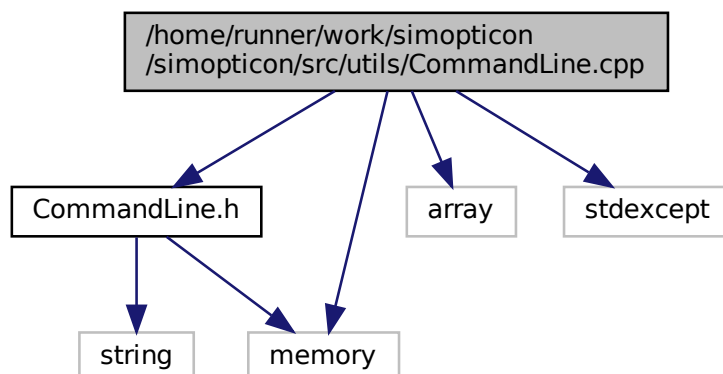 /home/runner/work/simopticon
/simopticon/src/utils/CommandLine.cpp
CommandLine.h
array
stdexcept
string
memory